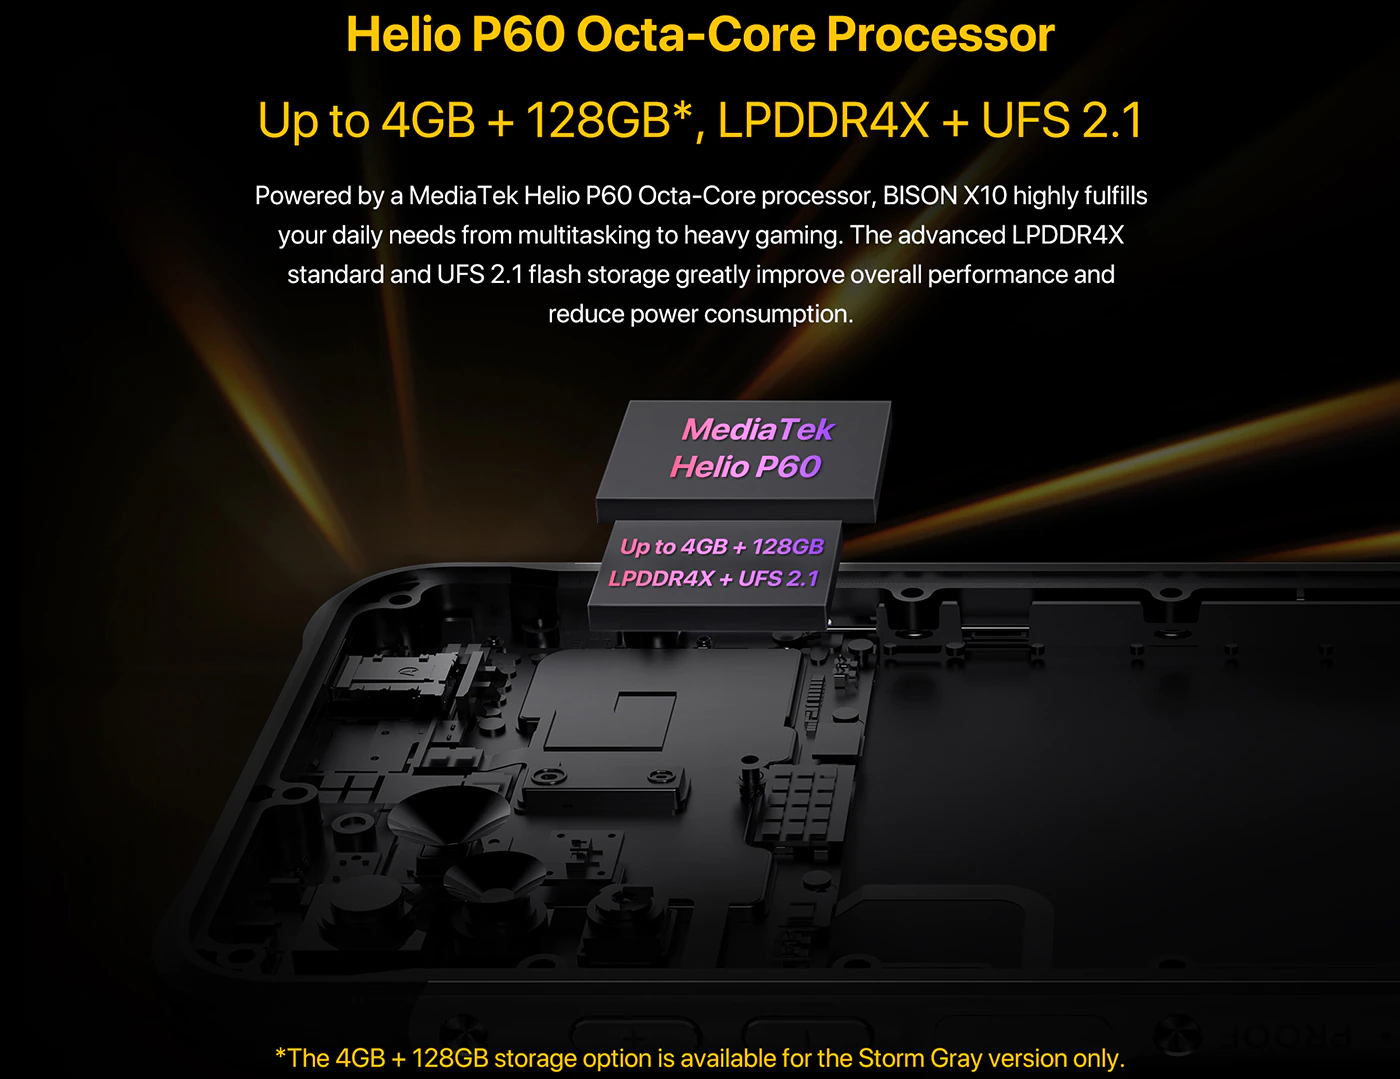 Helio P60 Octa-Core Processor
Up to 4GB + 128GB*, LPDDR4X + UFS 2.1
Powered by a MediaTek Helio P60 Octa-Core processor, BISON X10 highly fulfills
your daily needs from multitasking to heavy gaming. The advanced LPDDR4X
standard and UFS 2.1 flash storage greatly improve overall performance and
reduce power consumption.
MediaTek
Helio P60
Up to 4GB + 128GB
LPDDR4X + UFS 2.1
PROOF
*The 4GB + 128GB storage option is available for the Storm Gray version only.